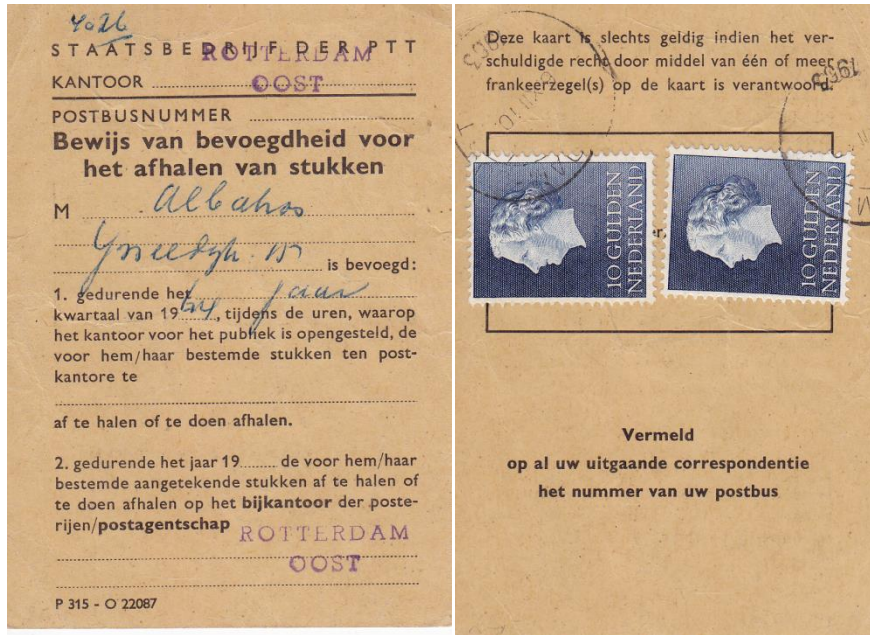 4026
STAATSBEDRIJF DER PTT
ROTTERDAM
KANTOOR OOST
POSTBUSNUMMER
Bewijs van bevoegdheid voor
het afhalen van stukken
M Albatros
is bevoegd:
1. gedurende het jaar
kwartaal van 1964, tijdens de uren, waarop
het kantoor voor het publiek is opengesteld, de
voor hem/haar bestemde stukken ten post-
kantore te
af te halen of te doen afhalen.
2. gedurende het jaar 19 de voor hem/haar
bestemde aangetekende stukken af te halen of
te doen afhalen op het bijkantoor der poste-
rijen/postagentschap
ROTTERDAM
OOST
P 315 - O 22087
Deze kaart is slechts geldig indien het ver-
schuldigde recht door middel van één of meer
frankeerzegel(s) op de kaart is verantwoord.
1963
1963
10 GULDEN
NEDERLAND
r.
10 GULDEN
NEDERLAND
Vermeld
op al uw uitgaande correspondentie
het nummer van uw postbus